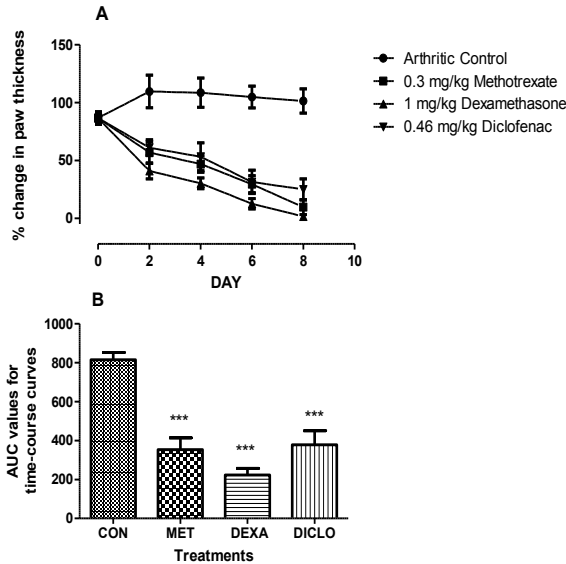 A
% change in paw thickness
150
100
50
0
0 2 4 6 8 10
DAY
Arthritic Control
0.3 mg/kg Methotrexate
1 mg/kg Dexamethasone
0.46 mg/kg Diclofenac
B
AUC values for
time-course curves
1000
800
600
400
200
0
***
***
***
CON MET DEXA DICLO
Treatments